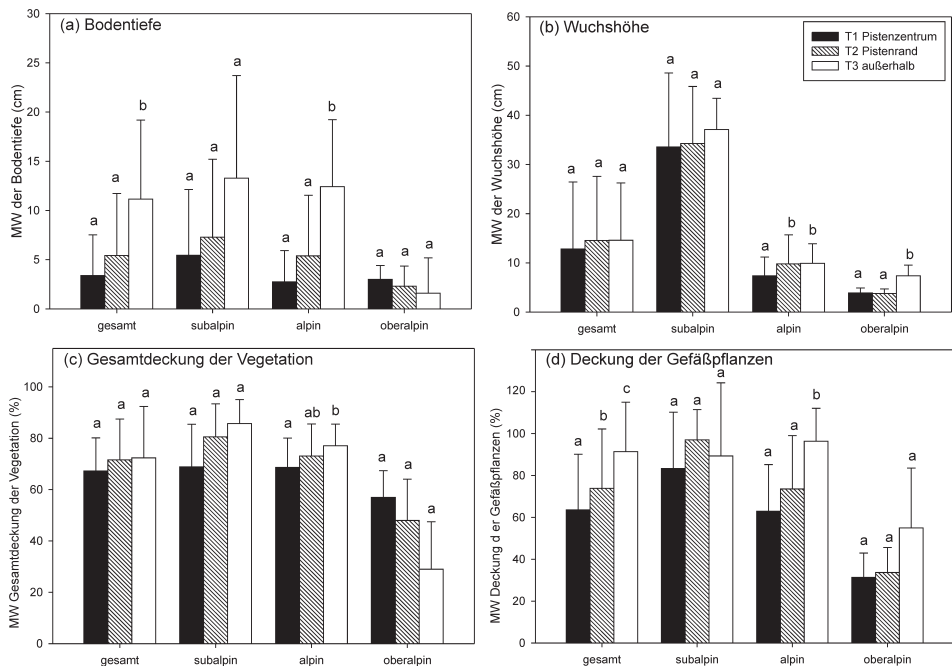 (a) Bodentiefe
MW der Bodentiefe (cm)
30
25
20
15
10
5
0
a a b
a a a
a a b
a a a
gesamt subalpin alpin oberalpin
(b) Wuchshöhe
MW der Wuchshöhe (cm)
60
50
40
30
20
10
0
T1 Pistenzentrum
T2 Pistenrand
T3 außerhalb
a a a
a a a
a b b
a a b
gesamt subalpin alpin oberalpin
(c) Gesamtdeckung der Vegetation
MW Gesamtdeckung der Vegetation (%)
100
80
60
40
20
0
a a a
a a a
a ab b
a a a
gesamt subalpin alpin oberalpin
(d) Deckung der Gefäßpflanzen
MW Deckung d er Gefäßpflanzen (%)
120
100
80
60
40
20
0
a b c
a a a
a a b
a a a
gesamt subalpin alpin oberalpin